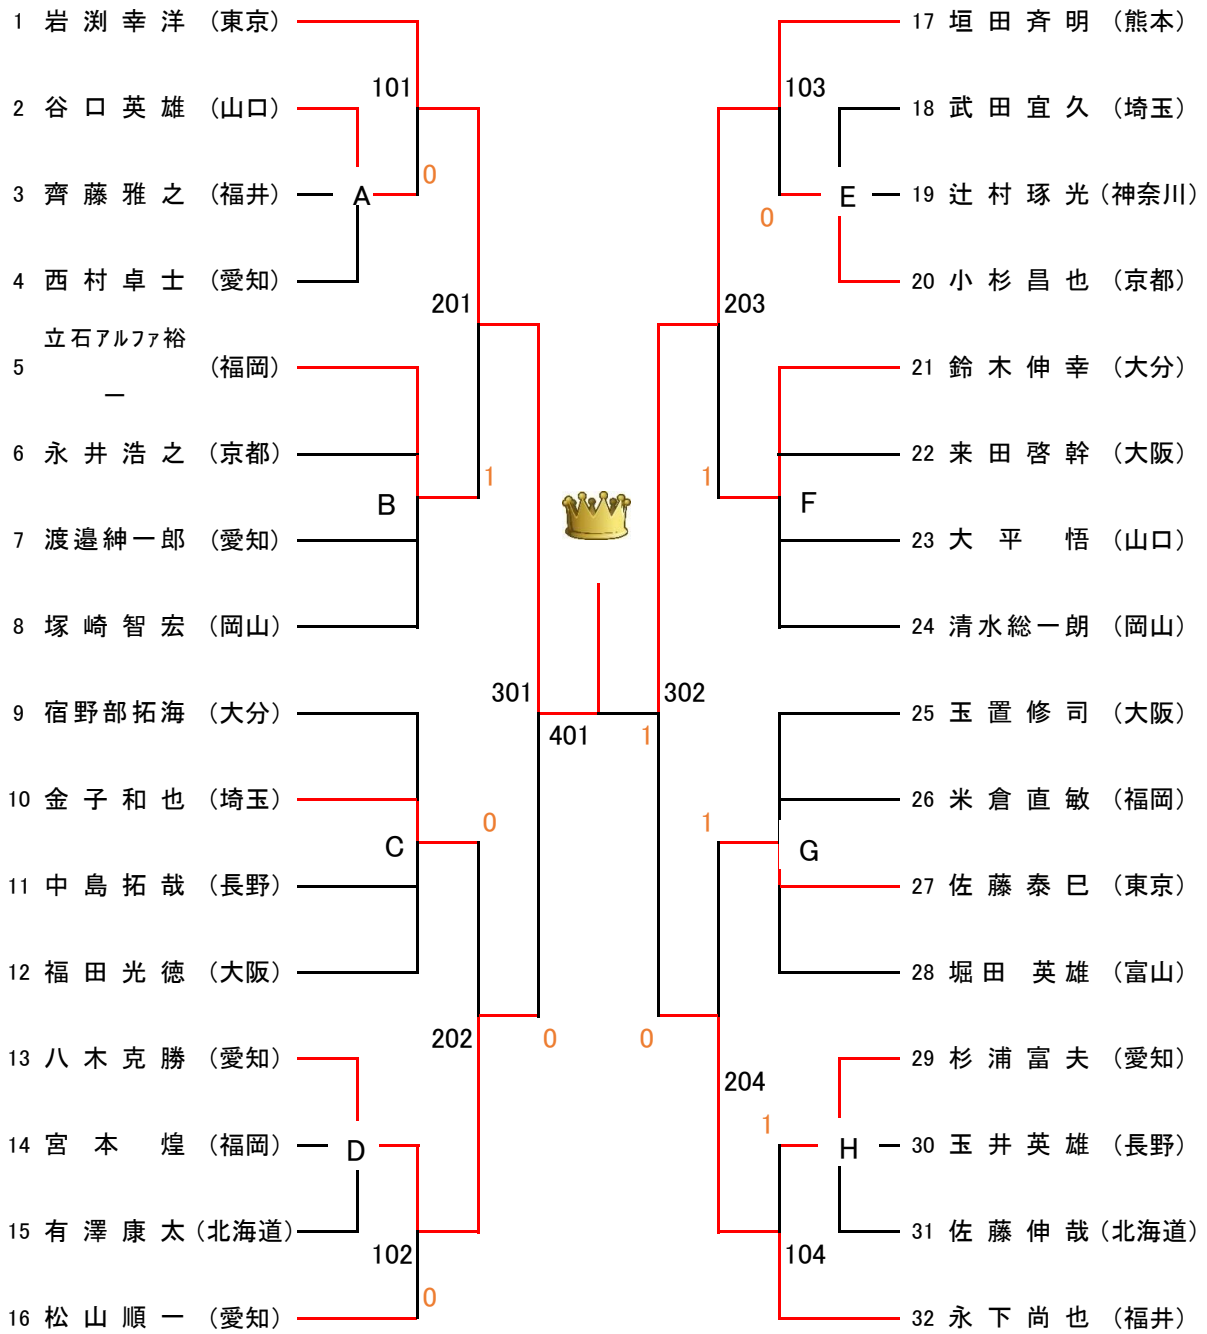 1 岩渕幸洋（東京）
2 谷口英雄（山口）
3 齊藤雅之（福井）
4 西村卓士（愛知）
立石アルファ裕
5 （福岡）
一
6 永井浩之（京都）
7 渡邉紳一郎（愛知）
8 塚崎智宏（岡山）
9 宿野部拓海（大分）
10 金子和也（埼玉）
11 中島拓哉（長野）
12 福田光徳（大阪）
13 八木克勝（愛知）
14 宮本煌（福岡）
15 有澤康太（北海道）
16 松山順一（愛知）
101
0
A
201
B
1
C
0
202
D
102
0
301
401
0
302
1
0
17 垣田斉明（熊本）
18 武田宜久（埼玉）
19 辻村琢光（神奈川）
20 小杉昌也（京都）
21 鈴木伸幸（大分）
22 来田啓幹（大阪）
23 大平悟（山口）
24 清水総一朗（岡山）
25 玉置修司（大阪）
26 米倉直敏（福岡）
27 佐藤泰巳（東京）
28 堀田英雄（富山）
29 杉浦富夫（愛知）
30 玉井英雄（長野）
31 佐藤伸哉（北海道）
32 永下尚也（福井）
103
E
0
203
1
F
1
G
204
1
H
104